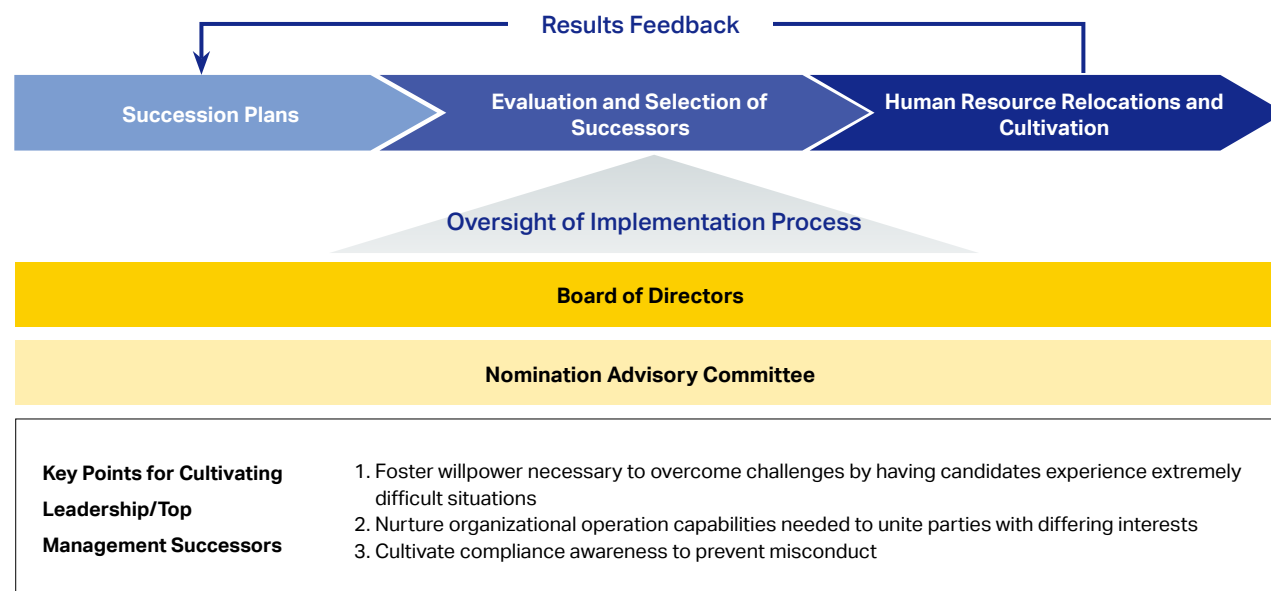 Results Feedback
Succession Plans
Evaluation and Selection of
Successors
Human Resource Relocations and
Cultivation
Oversight of Implementation Process
Board of Directors
Nomination Advisory Committee
Key Points for Cultivating
Leadership/Top
Management Successors
1. Foster willpower necessary to overcome challenges by having candidates experience extremely
difficult situations
2. Nurture organizational operation capabilities needed to unite parties with differing interests
3. Cultivate compliance awareness to prevent misconduct